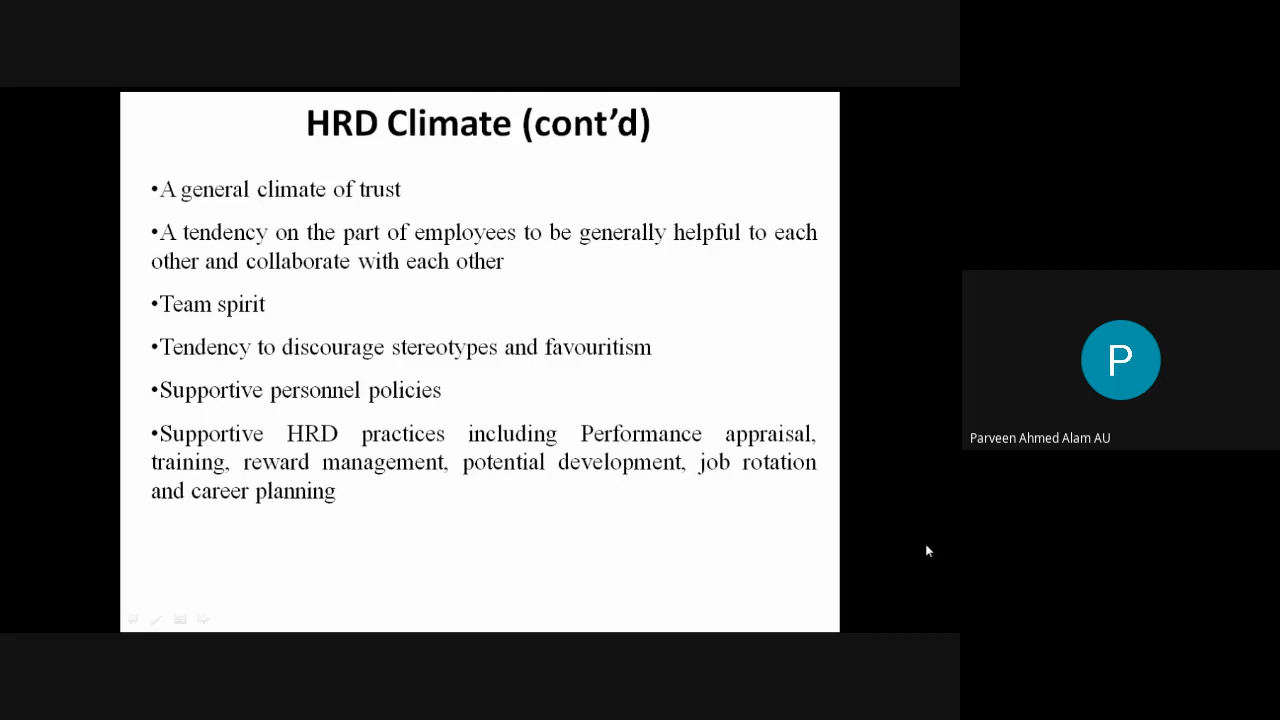 HRD Climate (cont’d)
•A general climate of trust
•A tendency on the part of employees to be generally helpful to each
other and collaborate with each other
•Team spirit
•Tendency to discourage stereotypes and favouritism
•Supportive personnel policies
•Supportive HRD practices including Performance appraisal,
training, reward management, potential development, job rotation
and career planning
P
Parveen Ahmed Alam AU